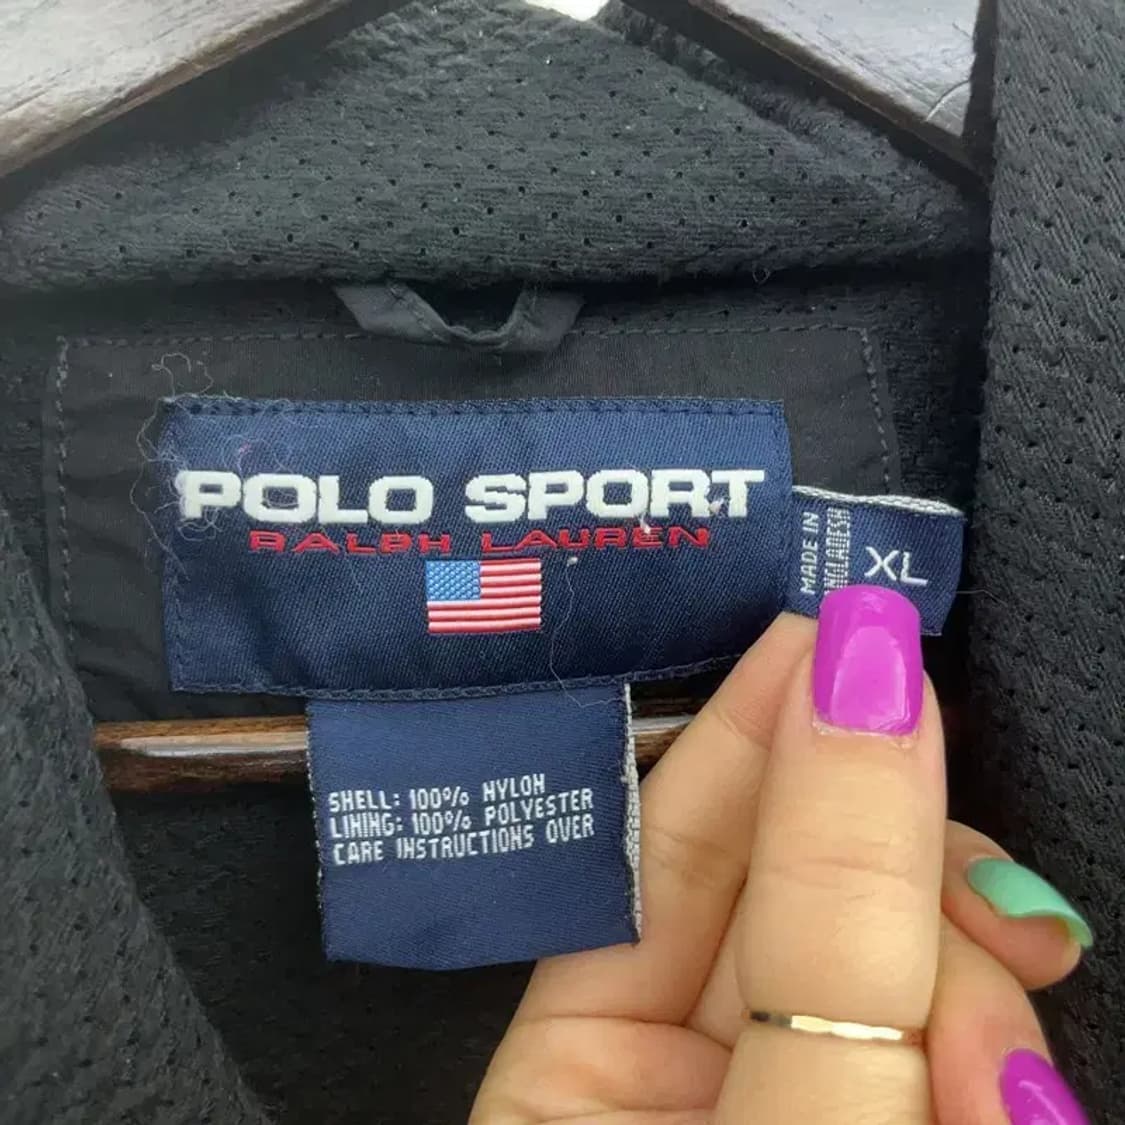 POLO SPORT
RALPH LAUREN
MADE IN
XL
SHELL: 100% NYLON
LINING: 100% POLYESTER
CARE INSTRUCTIONS OVER